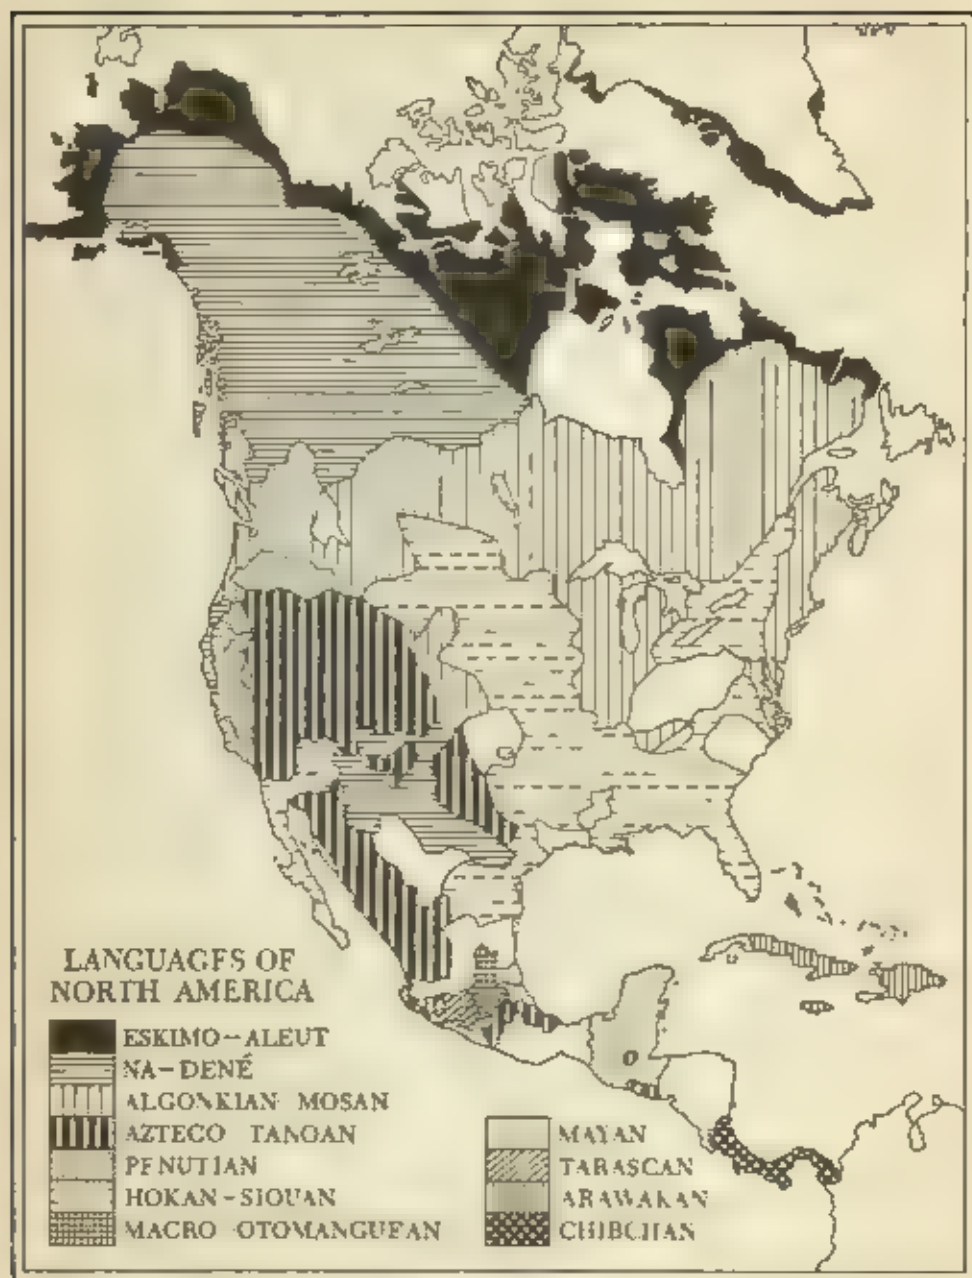 LANGUAGES OF
NORTH AMERICA
ESKIMO-ALEUT
NA-DENÉ
ALGONKIAN MOSAN
AZTECO TANOAN
PENUTIAN
HOKAN-SIOUAN
MACRO OTOMANGUEAN
MAYAN
TARASCAN
ARAWAKAN
CHIBCHAN